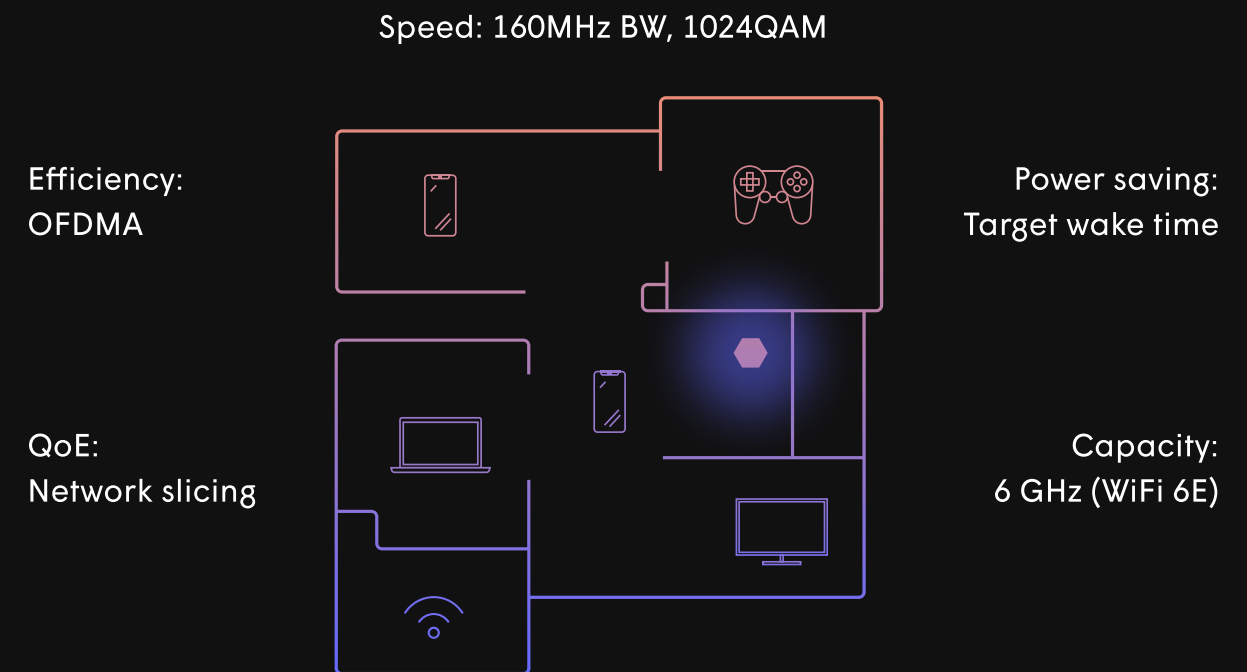 Speed: 160MHz BW, 1024QAM
Efficiency:
OFDMA
Power saving:
Target wake time
QoE:
Network slicing
Capacity:
6 GHz (WiFi 6E)